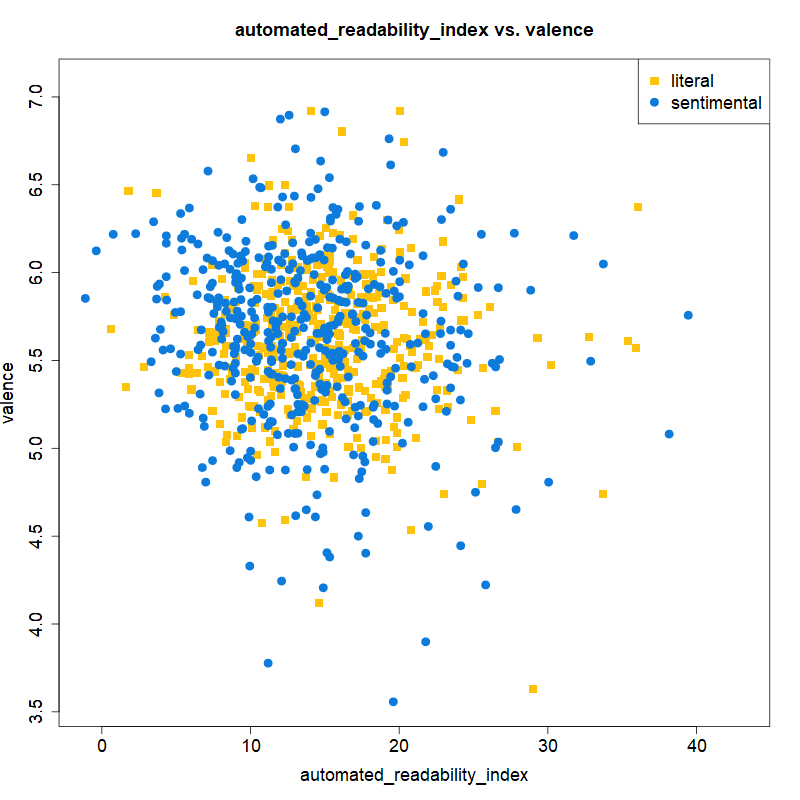 automated_readability_index vs. valence
literal
sentimental
valence
7.0
6.5
6.0
5.5
5.0
4.5
4.0
3.5
0 10 20 30 40
automated_readability_index